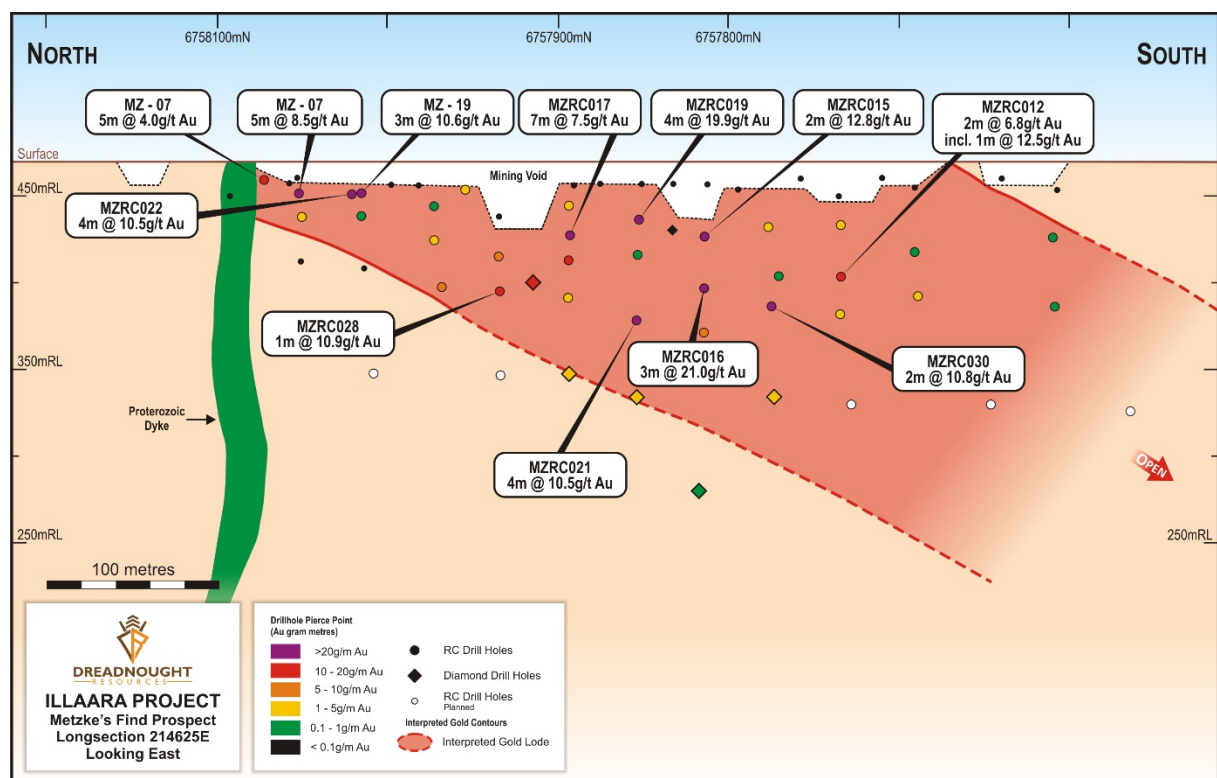 6758100mN
6757900mN
6757800mN
NORTH
SOUTH
MZ - 07
5m @ 4.0g/t Au
MZ - 07
5m @ 8.5g/t Au
MZ - 19
3m @ 10.6g/t Au
MZRC017
7m @ 7.5g/t Au
MZRC019
4m @ 19.9g/t Au
MZRC015
2m @ 12.8g/t Au
MZRC012
2m @ 6.8g/t Au
incl. 1m @ 12.5g/t Au
Surface
Mining Void
450mRL
450mRL
MZRC022
4m @ 10.5g/t Au
MZRC028
1m @ 10.9g/t Au
MZRC016
3m @ 21.0g/t Au
MZRC030
2m @ 10.8g/t Au
350mRL
350mRL
Proterozoic
Dyke
MZRC021
4m @ 10.5g/t Au
OPEN
250mRL
250mRL
100 metres
DREADNOUGHT
RESOURCES
ILLAARA PROJECT
Metzke's Find Prospect
Longsection 214625E
Looking East
Drillhole Pierce Point
(Au gram metres)
>20g/m Au
10 - 20g/m Au
5 - 10g/m Au
1 - 5g/m Au
0.1 - 1g/m Au
< 0.1g/m Au
RC Drill Holes
Diamond Drill Holes
RC Drill Holes
Planned
Interpreted Gold Contours
Interpreted Gold Lode